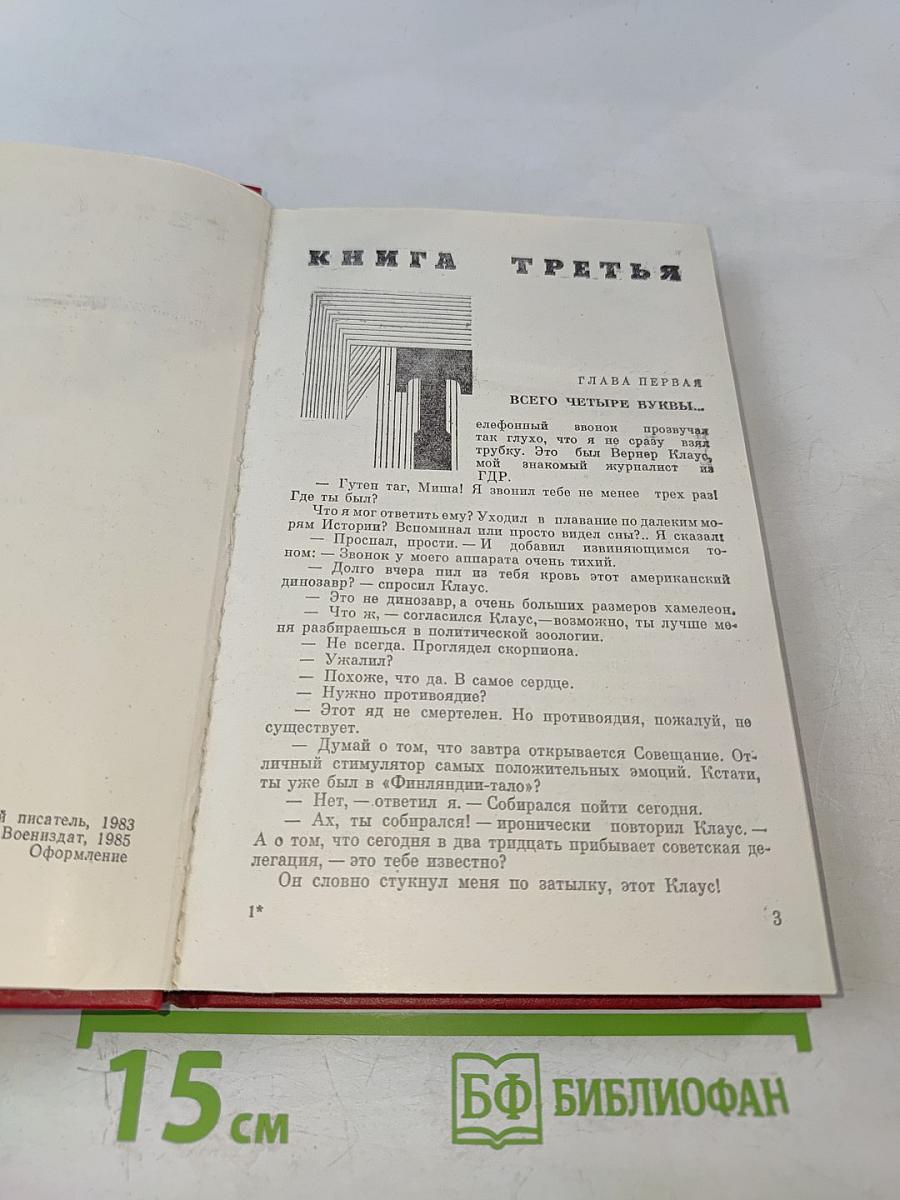 й писатель, 1983
Воениздат, 1985
Оформление
КНИГА ТРЕТЬЯ
ГЛАВА ПЕРВАЯ
ВСЕГО ЧЕТЫРЕ БУКВЫ...
Телефонный звонок прозвучал
так глухо, что я не сразу взял
трубку. Это был Вернер Клаус,
мой знакомый журналист из
ГДР.
— Гутен таг, Миша! Я звонил тебе не менее трех раз!
Где ты был?
Что я мог ответить ему? Уходил в плавание по далеким мо-
рям Истории? Вспоминал или просто видел сны?.. Я сказал:
— Проспал, прости. — И добавил извиняющимся то-
ном: — Звонок у моего аппарата очень тихий.
— Долго вчера пил из тебя кровь этот американский
динозавр? — спросил Клаус.
— Это не динозавр, а очень больших размеров хамелеон.
— Что ж, — согласился Клаус,—возможно, ты лучше ме-
ня разбираешься в политической зоологии.
— Не всегда. Проглядел скорпиона.
— Ужалил?
— Похоже, что да. В самое сердце.
— Нужно противоядие?
— Этот яд не смертелен. Но противоядия, пожалуй, не
существует.
— Думай о том, что завтра открывается Совещание. От-
личный стимулятор самых положительных эмоций. Кстати,
ты уже был в «Финляндии-тало»?
— Нет, — ответил я. — Собирался пойти сегодня.
— Ах, ты собирался! — иронически повторил Клаус. —
А о том, что сегодня в два тридцать прибывает советская де-
легация, — это тебе известно?
Он словно стукнул меня по затылку, этот Клаус!
1*
3
15 см
БФ БИБЛИОФАН